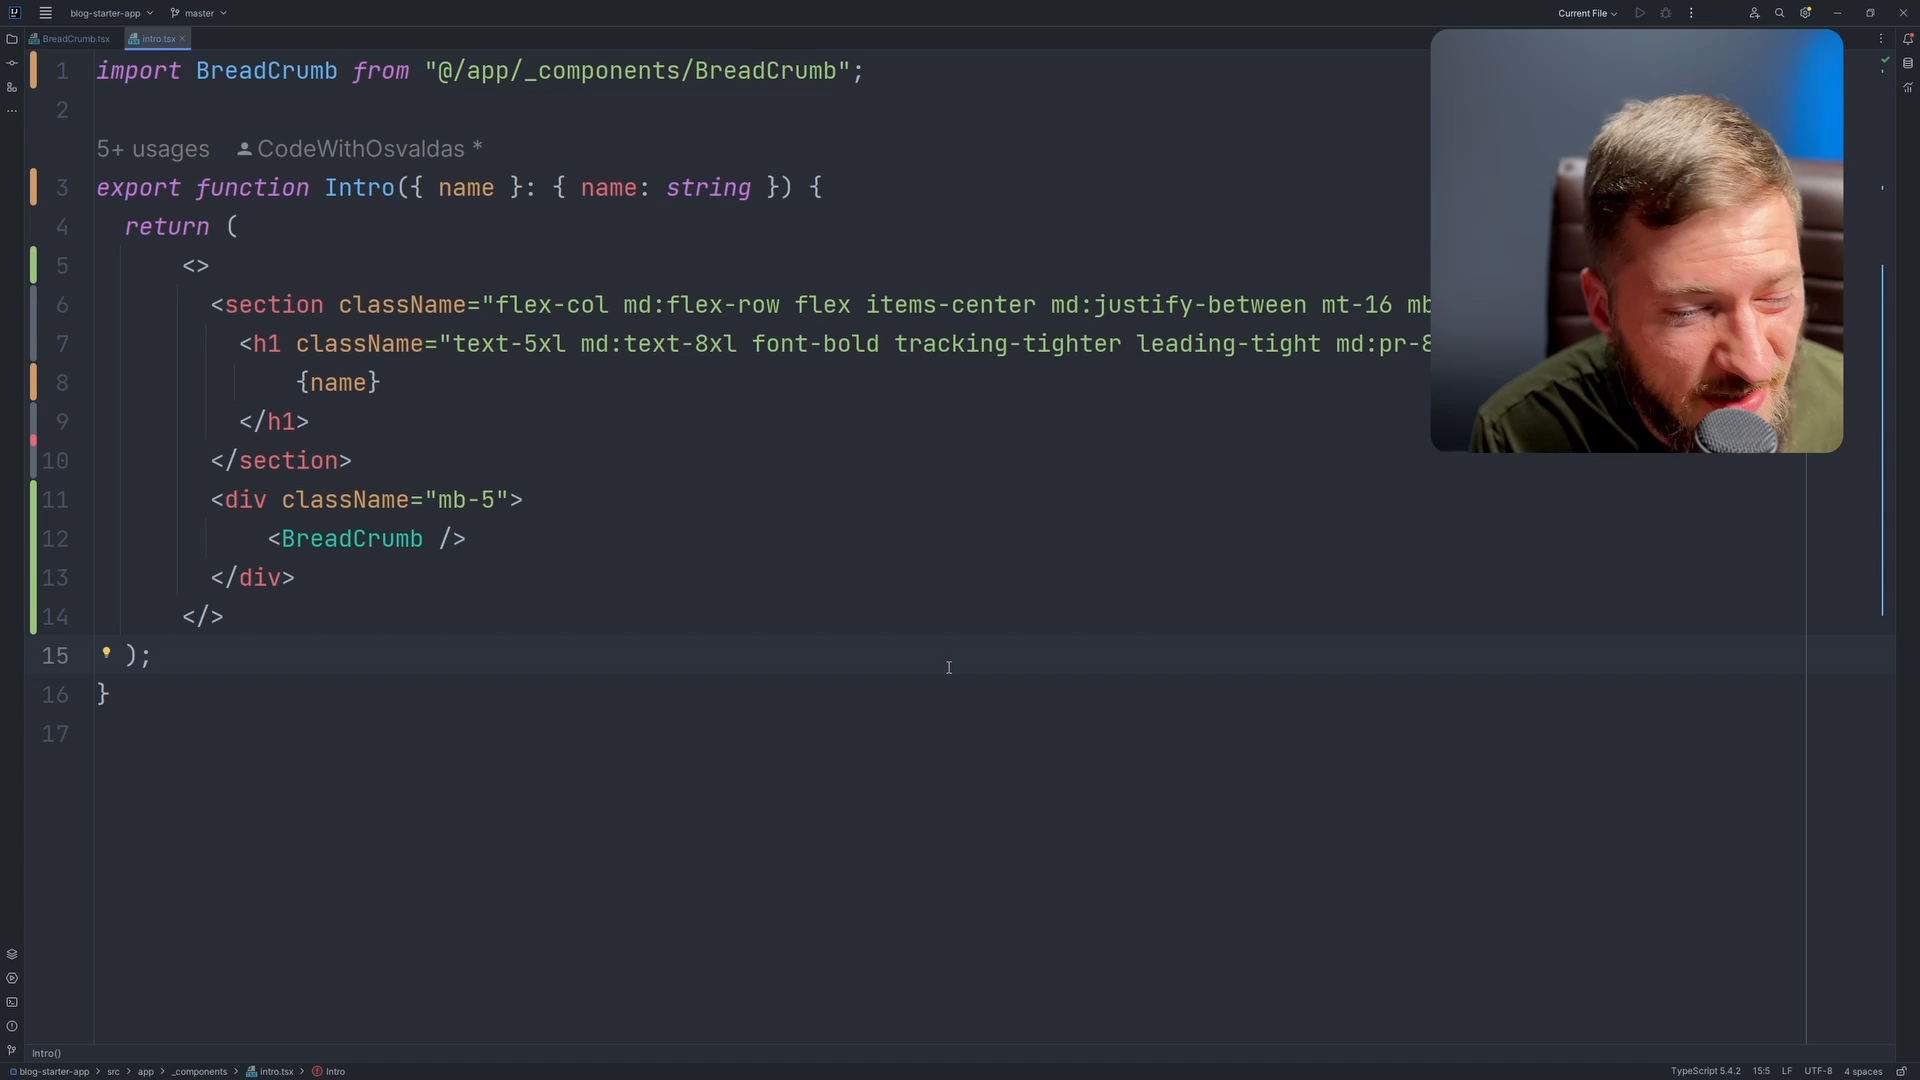 blog-starter-app master Current File
BreadCrumb.tsx intro.tsx
1 import BreadCrumb from "@/app/_components/BreadCrumb";
2
5+ usages CodeWithOsvaldas *
3 export function Intro({ name }: { name: string }) {
4 return (
5 <>
6 <section className="flex-col md:flex-row flex items-center md:justify-between mt-16 mb
7 <h1 className="text-5xl md:text-8xl font-bold tracking-tighter leading-tight md:pr-8
8 {name}
9 </h1>
10 </section>
11 <div className="mb-5">
12 <BreadCrumb />
13 </div>
14 </>
15 );
16 }
17
Intro()
blog-starter-app > src > app > _components > intro.tsx > Intro TypeScript 5.4.2 15:5 LF UTF-8 4 spaces